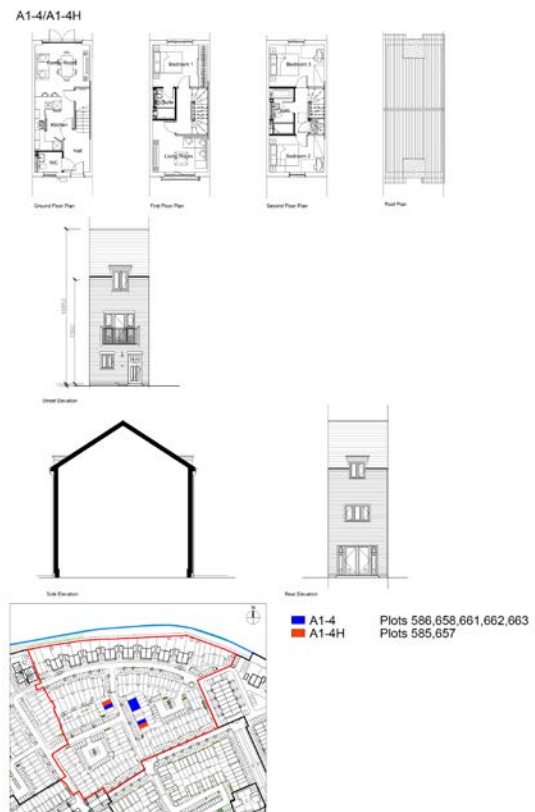 A1-4/A1-4H
Bedroom 1
Bedroom 3
Kitchen
Hall
WC
Living Room
Bedroom 2
Ground Floor Plan
First Floor Plan
Second Floor Plan
Roof Plan
Street Elevation
Side Elevation
Rear Elevation
N
A1-4 Plots 586,658,661,662,663
A1-4H Plots 585,657